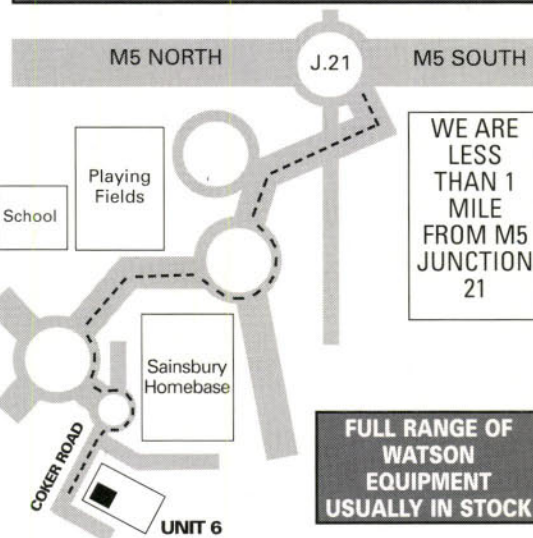 M5 NORTH
J.21
M5 SOUTH
WE ARE
LESS
THAN 1
MILE
FROM M5
JUNCTION
21
Playing
Fields
School
Sainsbury
Homebase
COKER ROAD
UNIT 6
FULL RANGE OF
WATSON
EQUIPMENT
USUALLY IN STOCK